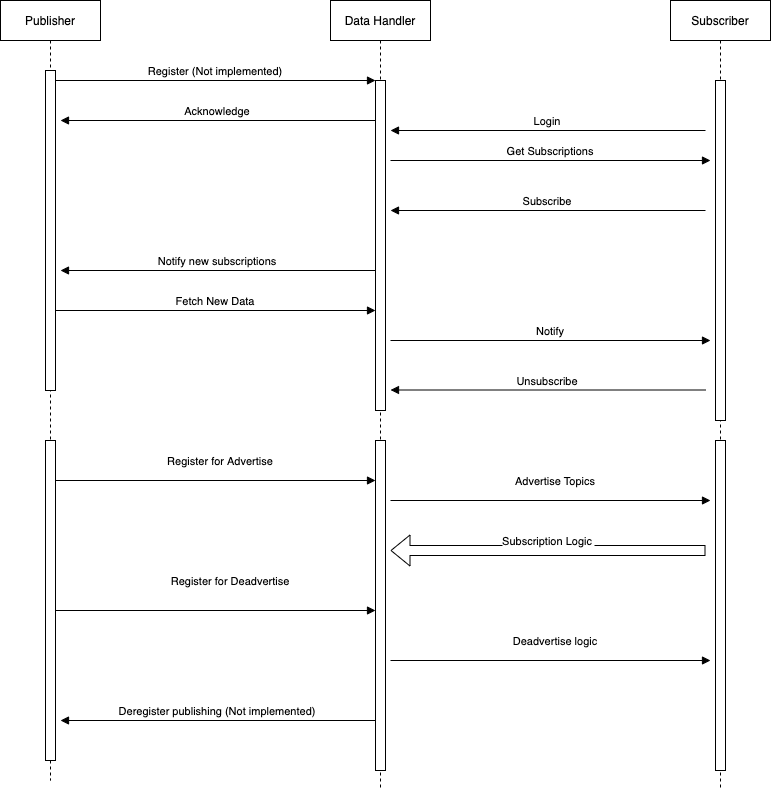 Publisher
Data Handler
Subscriber
Register (Not implemented)
Acknowledge
Login
Get Subscriptions
Subscribe
Notify new subscriptions
Fetch New Data
Notify
Unsubscribe
Register for Advertise
Advertise Topics
Subscription Logic
Register for Deadvertise
Deadvertise logic
Deregister publishing (Not implemented)